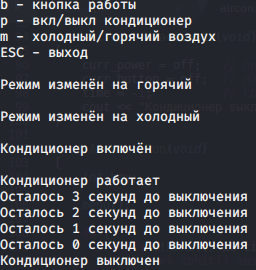 b - кнопка работы
p - вкл/выкл кондиционер
m - холодный/горячий воздух
ESC - выход
Режим изменён на горячий
Режим изменён на холодный
Кондиционер включён
Кондиционер работает
Осталось 3 секунд до выключения
Осталось 2 секунд до выключения
Осталось 1 секунд до выключения
Осталось 0 секунд до выключения
Кондиционер выключен